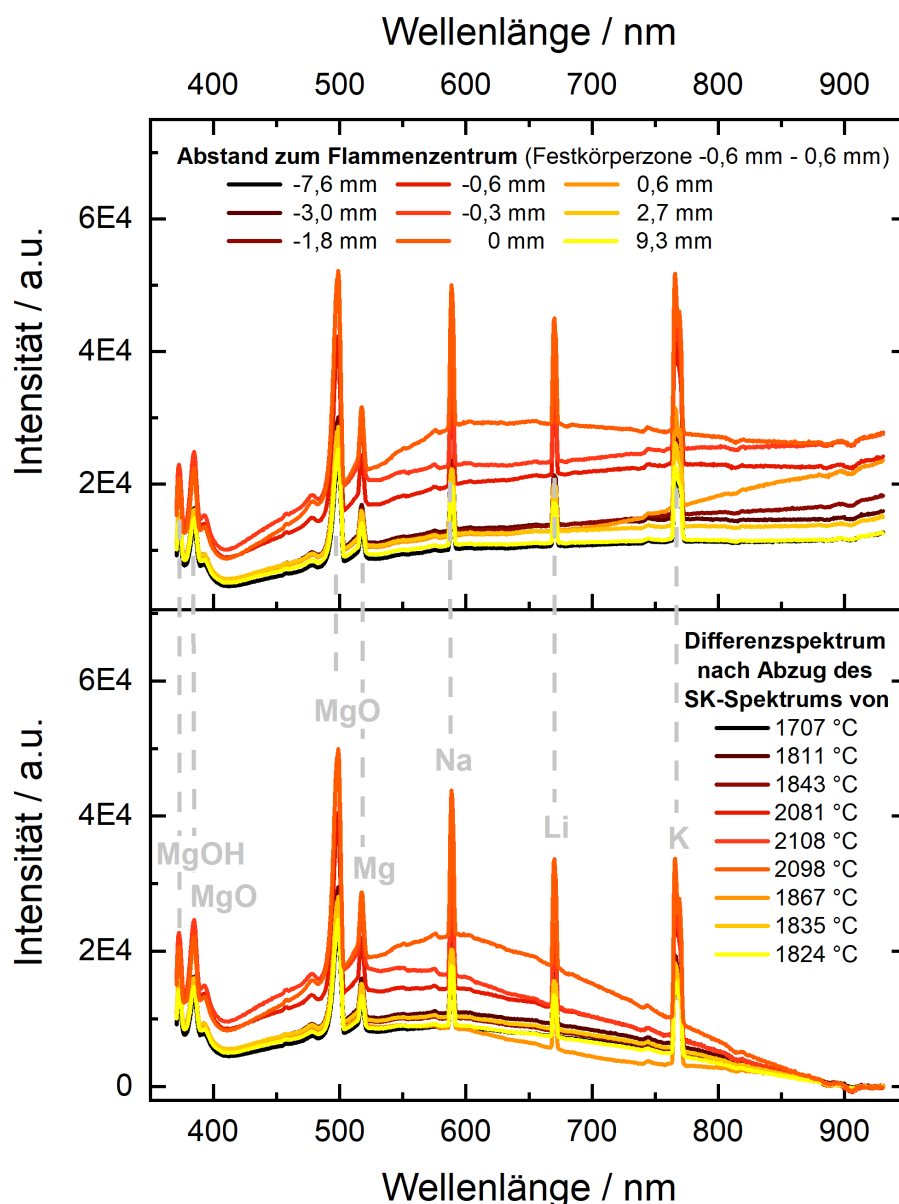 Wellenlänge / nm
400 500 600 700 800 900
Abstand zum Flammenzentrum (Festkörperzone -0,6 mm - 0,6 mm)
-7,6 mm -0,6 mm 0,6 mm
-3,0 mm -0,3 mm 2,7 mm
-1,8 mm 0 mm 9,3 mm
Intensität / a.u.
6E4
4E4
2E4
Differenzspektrum
nach Abzug des
SK-Spektrums von
1707 °C
1811 °C
1843 °C
2081 °C
2108 °C
2098 °C
1867 °C
1835 °C
1824 °C
Intensität / a.u.
6E4
4E4
2E4
0
MgO
Na
Li
K
MgOH
Mg
MgO
400 500 600 700 800 900
Wellenlänge / nm